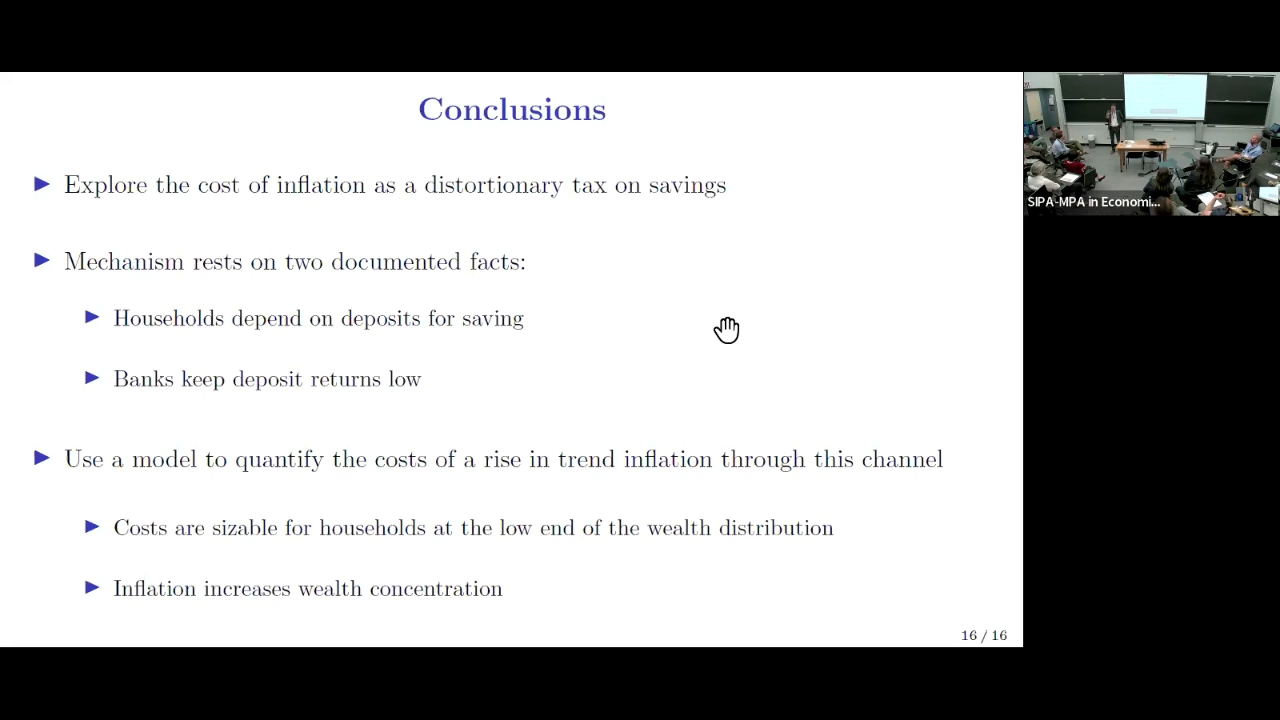 Conclusions
Explore the cost of inflation as a distortionary tax on savings
Mechanism rests on two documented facts:
Households depend on deposits for saving
Banks keep deposit returns low
Use a model to quantify the costs of a rise in trend inflation through this channel
Costs are sizable for households at the low end of the wealth distribution
Inflation increases wealth concentration
16 / 16
SIPA-MPA in Economi...